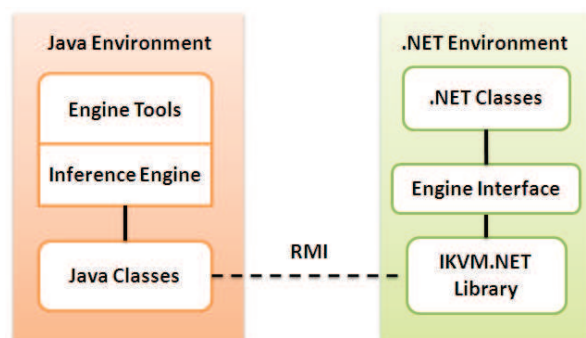 Java Environment
Engine Tools
Inference Engine
Java Classes
RMI
.NET Environment
.NET Classes
Engine Interface
IKVM.NET
Library